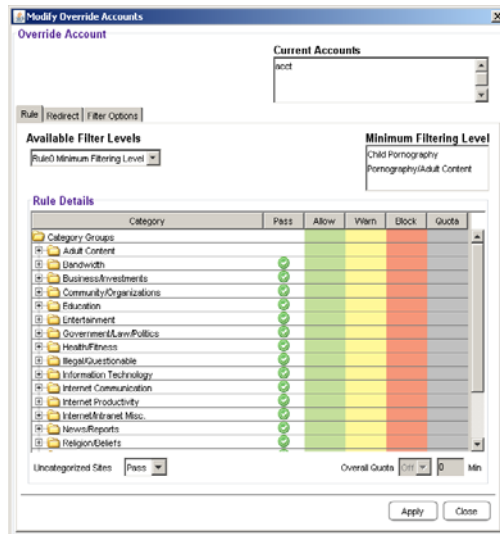 Modify Override Accounts
Override Account
Current Accounts
acct
Rule Redirect Filter Options
Available Filter Levels
Minimum Filtering Level
Rule0 Minimum Filtering Level
Child Pornography
Pornography/Adult Content
Rule Details
Category Pass Allow Warn Block Quota
Category Groups
Adult Content
Bandwidth
Business/Investments
Community/Organizations
Education
Entertainment
Government/Law/Politics
Health/Fitness
Illegal/Questionable
Information Technology
Internet Communication
Internet Productivity
Internet/Intranet Misc.
News/Reports
Religion/Beliefs
Uncategorized Sites Pass Overall Quota Off 0 Min
Apply Close